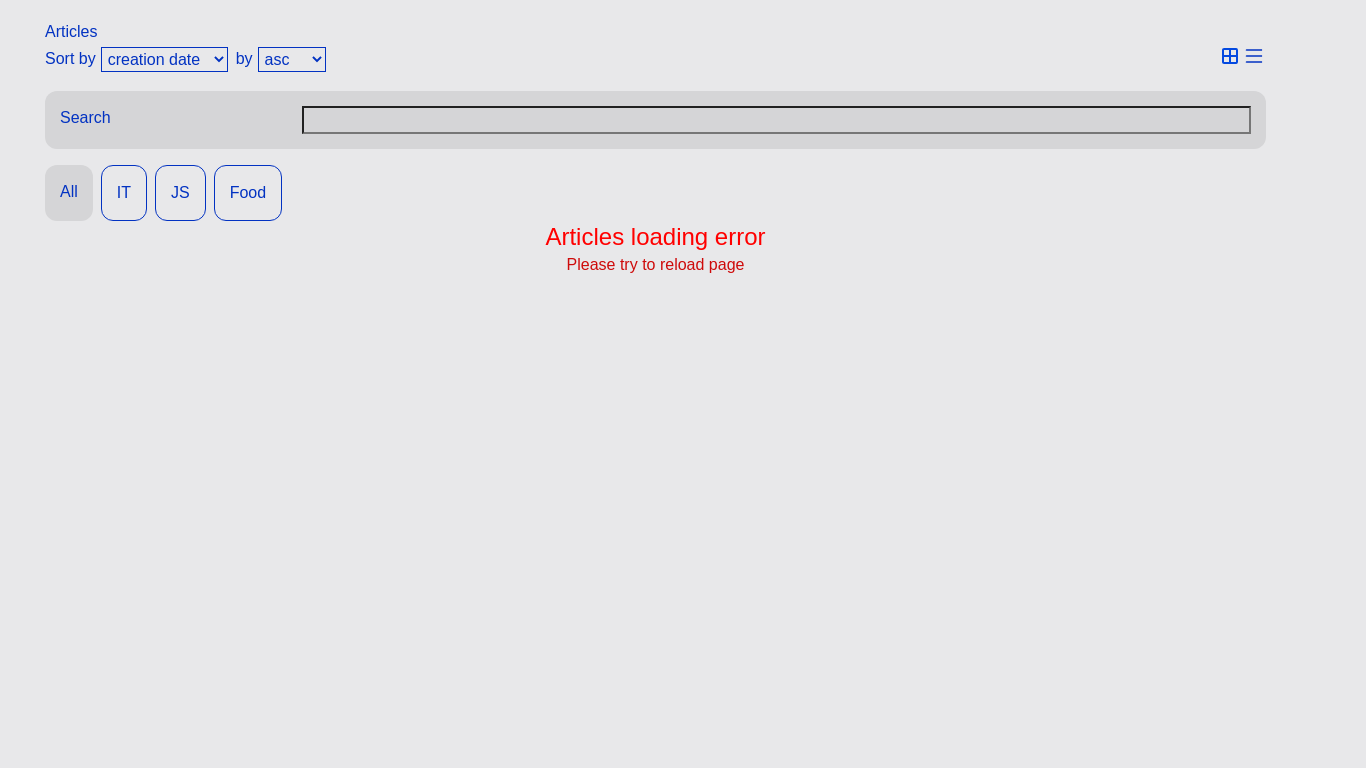 Articles
Sort by creation date by asc
Search
All IT JS Food
Articles loading error
Please try to reload page